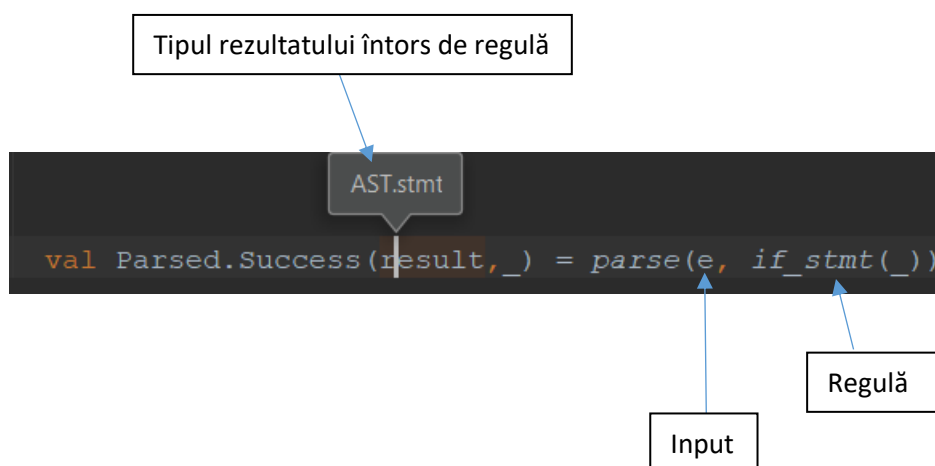 Tipul rezultatului întors de regulă
AST.stmt
val Parsed.Success(result,_) = parse(e, if_stmt(_))
Regulă
Input